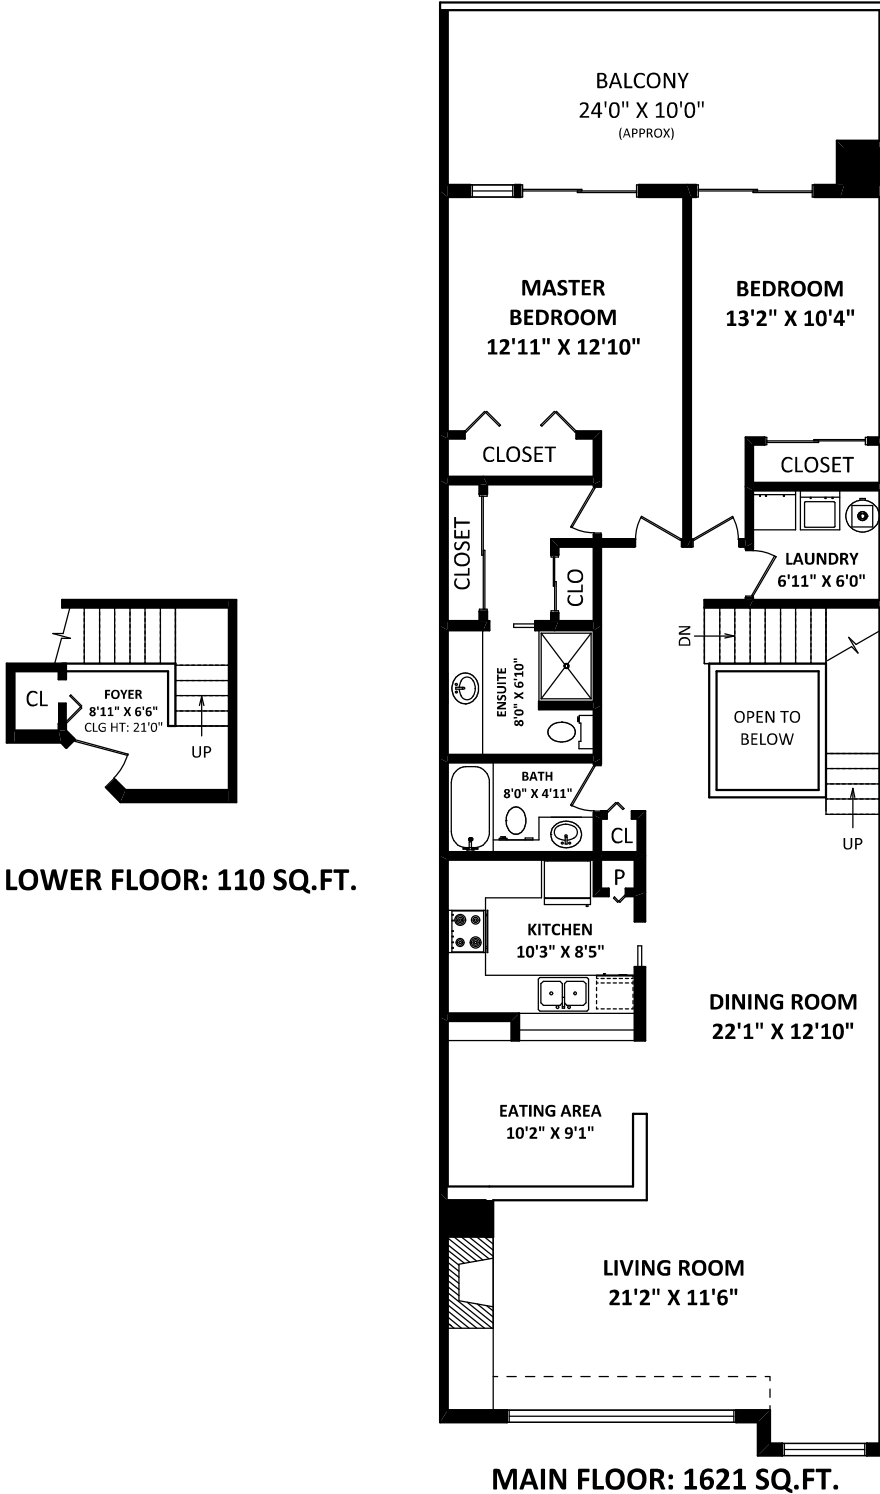 BALCONY
24'0" X 10'0"
(APPROX)
MASTER
BEDROOM
12'11" X 12'10"
BEDROOM
13'2" X 10'4"
CLOSET
CLOSET
CLOSET
CLO
LAUNDRY
6'11" X 6'0"
DN
ENSUITE
8'0" X 6'10"
OPEN TO
BELOW
UP
CL
FOYER
8'11" X 6'6"
CLG HT: 21'0"
UP
LOWER FLOOR: 110 SQ.FT.
BATH
8'0" X 4'11"
CL
P
KITCHEN
10'3" X 8'5"
DINING ROOM
22'1" X 12'10"
EATING AREA
10'2" X 9'1"
LIVING ROOM
21'2" X 11'6"
MAIN FLOOR: 1621 SQ.FT.